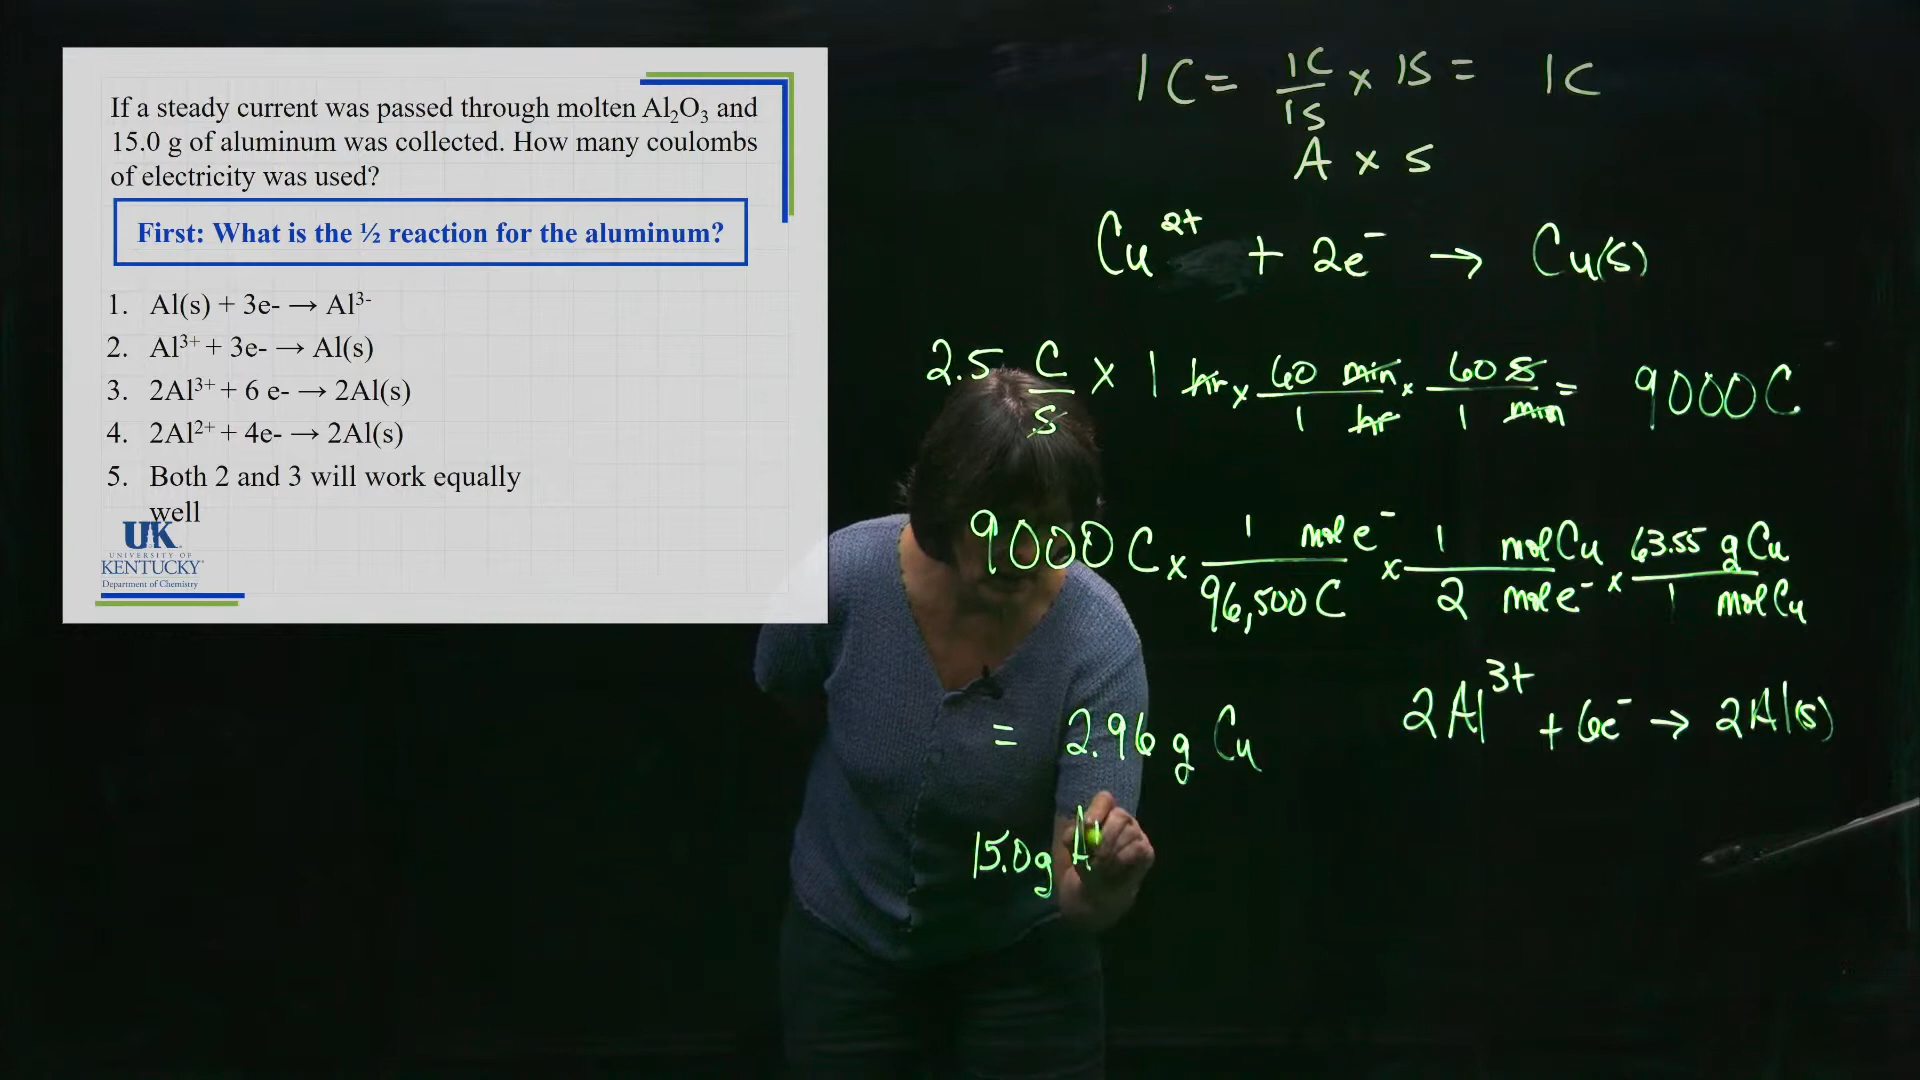 If a steady current was passed through molten Al₂O₃ and
15.0 g of aluminum was collected. How many coulombs
of electricity was used?
First: What is the ½ reaction for the aluminum?
1. Al(s) + 3e- → Al³⁻
2. Al³⁺ + 3e- → Al(s)
3. 2Al³⁺ + 6 e- → 2Al(s)
4. 2Al²⁺ + 4e- → 2Al(s)
5. Both 2 and 3 will work equally
well
UK
UNIVERSITY OF
KENTUCKY
Department of Chemistry
1C = 1C/1S × 1S = 1C
A × S
Cu²⁺ + 2e⁻ → Cu(s)
2.5 C/s × 1 hr × 60 min/1 hr × 60 s/1 min = 9000C
9000 C × 1 mol e⁻/96,500 C × 1 mol Cu/2 mol e⁻ × 63.55 g Cu/1 mol Cu
= 2.96 g Cu
2Al³⁺ + 6e⁻ → 2Al(s)
15.0g Al